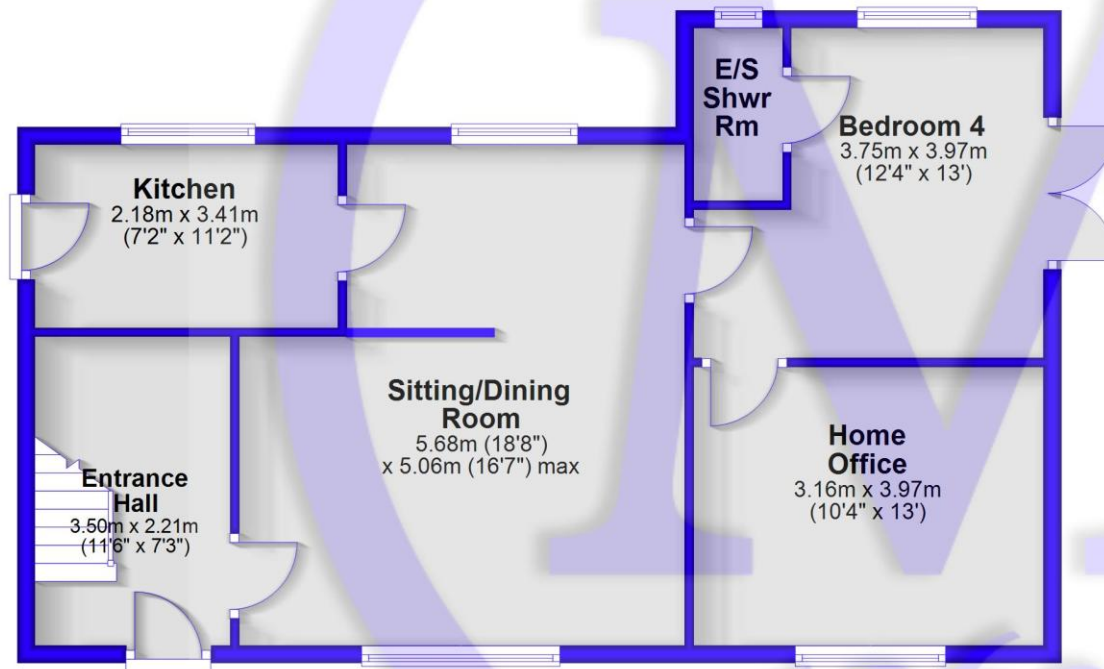 E/S
Shwr
Rm
Bedroom 4
3.75m x 3.97m
(12'4" x 13')
Kitchen
2.18m x 3.41m
(7'2" x 11'2")
Sitting/Dining
Room
5.68m (18'8")
x 5.06m (16'7") max
Entrance
Hall
3.50m x 2.21m
(11'6" x 7'3")
Home
Office
3.16m x 3.97m
(10'4" x 13')